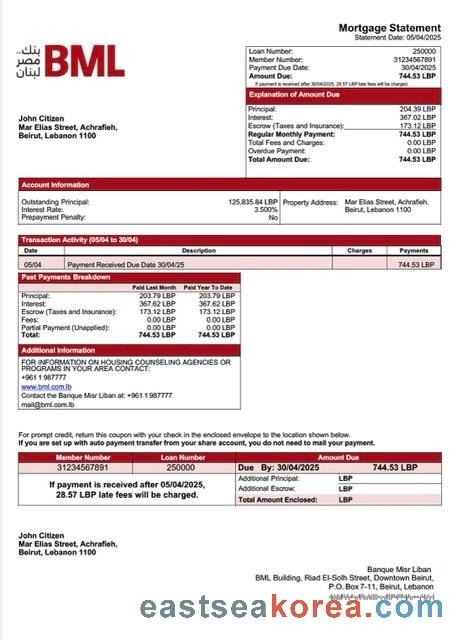 Mortgage Statement
Statement Date: 05/04/2025
بنك
مصر
لبنان
BML
Loan Number: 250000
Member Number: 31234567891
Payment Due Date: 30/04/2025
Amount Due: 744.53 LBP
If payment is received after 30/04/2025, 28.57 LBP late fees will be charged.
John Citizen
Mar Elias Street, Achrafieh,
Beirut, Lebanon 1100
Explanation of Amount Due
Principal: 204.39 LBP
Interest: 367.02 LBP
Escrow (Taxes and Insurance): 173.12 LBP
Regular Monthly Payment: 744.53 LBP
Total Fees and Charges: 0.00 LBP
Overdue Payment: 0.00 LBP
Total Amount Due: 744.53 LBP
Account Information
Outstanding Principal: 125,835.84 LBP
Interest Rate: 3.500%
Prepayment Penalty: No
Property Address: Mar Elias Street, Achrafieh,
Beirut, Lebanon 1100
Transaction Activity (05/04 to 30/04)
Date Description Charges Payments
05/04 Payment Received Due Date 30/04/25 744.53 LBP
Past Payments Breakdown
Paid Last Month Paid Year To Date
Principal: 203.79 LBP 203.79 LBP
Interest: 367.62 LBP 367.62 LBP
Escrow (Taxes and Insurance): 173.12 LBP 173.12 LBP
Fees: 0.00 LBP 0.00 LBP
Partial Payment (Unapplied): 0.00 LBP 0.00 LBP
Total: 744.53 LBP 744.53 LBP
Additional Information
FOR INFORMATION ON HOUSING COUNSELING AGENCIES OR
PROGRAMS IN YOUR AREA CONTACT:
+961 1 987777
www.bml.com.lb
Contact the Banque Misr Liban at: +961 1 987777
mail@bml.com.lb
For prompt credit, return this coupon with your check in the enclosed envelope to the location shown below.
If you are set up with auto payment transfer from your share account, you do not need to mail your payment.
Member Number Loan Number Amount Due
31234567891 250000 Due By: 30/04/2025 744.53 LBP
If payment is received after 05/04/2025,
28.57 LBP late fees will be charged.
Additional Principal: LBP
Additional Escrow: LBP
Total Amount Enclosed: LBP
John Citizen
Mar Elias Street, Achrafieh,
Beirut, Lebanon 1100
Banque Misr Liban
BML Building, Riad El-Solh Street, Downtown Beirut,
P.O. Box 7-11, Beirut, Lebanon
eastseakorea.com